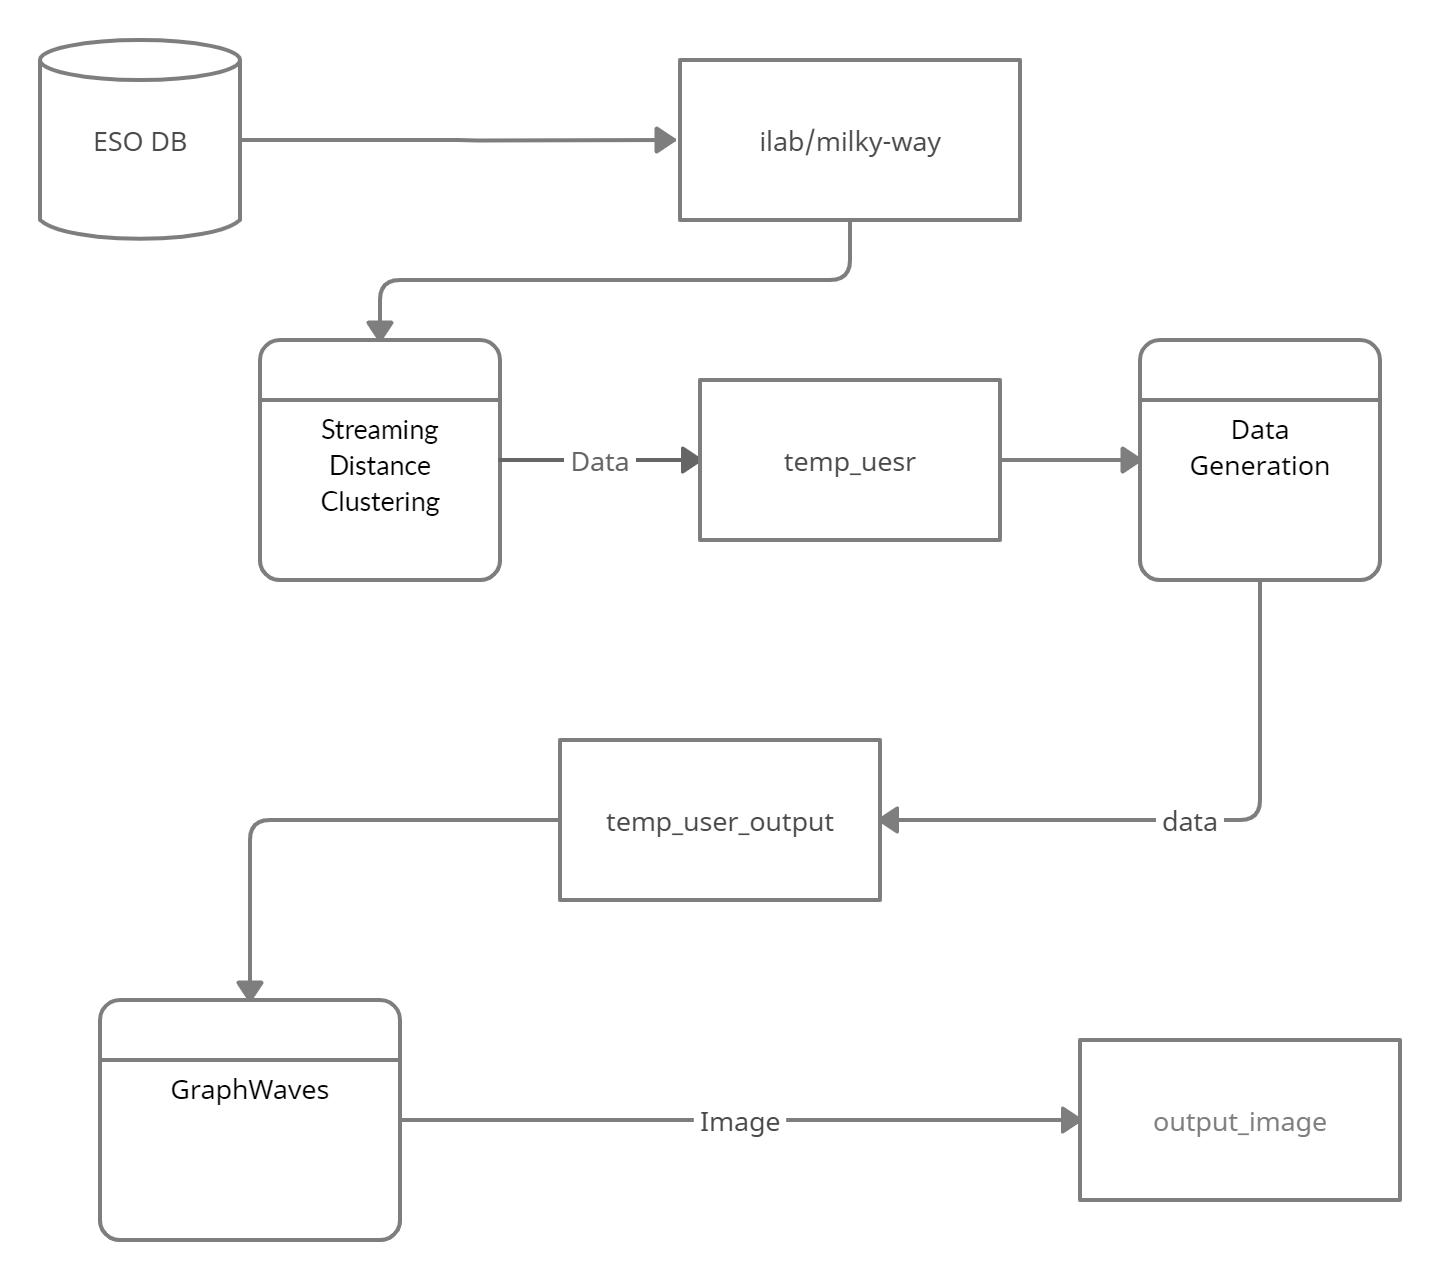 ESO DB
ilab/milky-way
Streaming
Distance
Clustering
Data
temp_uesr
Data
Generation
temp_user_output
data
GraphWaves
Image
output_image